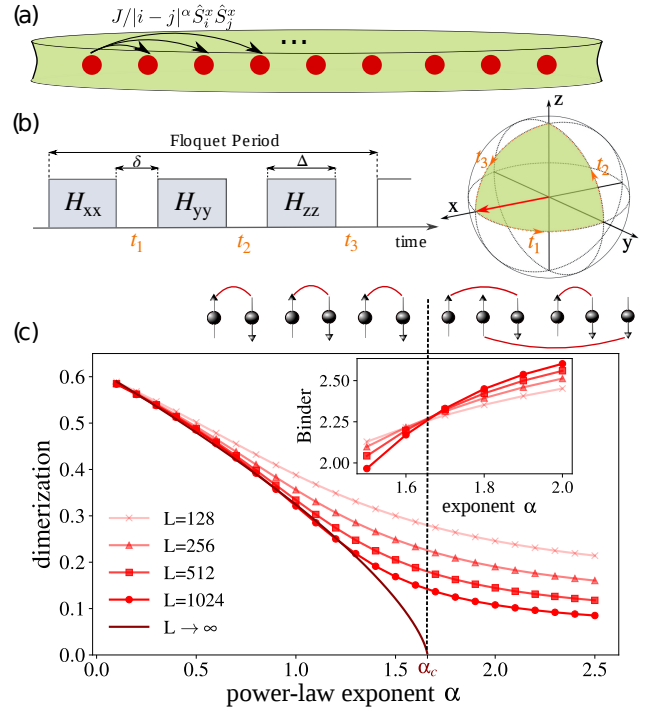 (a)
J/|i − j|^α Ŝ_i^x Ŝ_j^x
...
(b)
Floquet Period
δ
Δ
H_xx
H_yy
H_zz
t_1
t_2
t_3
time
z
t_3
t_2
x
t_1
y
(c)
dimerization
0.6
0.5
0.4
0.3
0.2
0.1
0.0
L=128
L=256
L=512
L=1024
L → ∞
Binder
2.50
2.25
2.00
1.6
1.8
2.0
exponent α
0.0
0.5
1.0
1.5
α_c
2.0
2.5
power-law exponent α